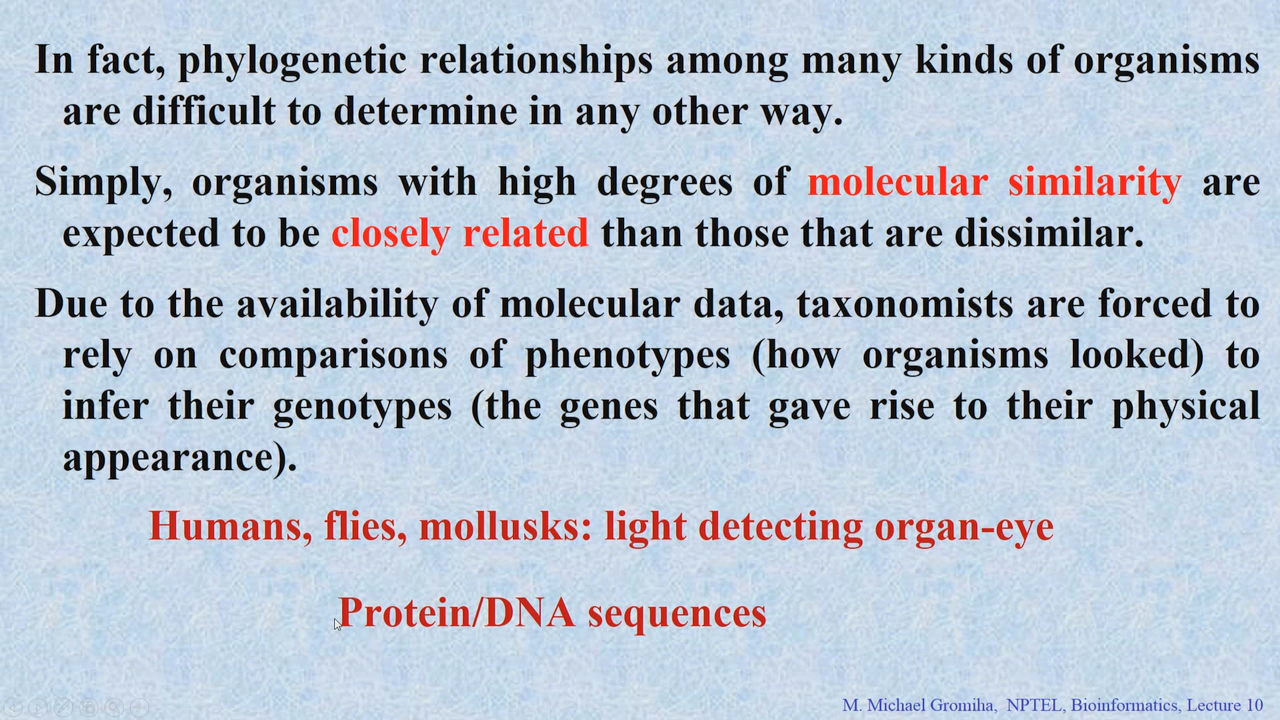 In fact, phylogenetic relationships among many kinds of organisms
are difficult to determine in any other way.
Simply, organisms with high degrees of molecular similarity are
expected to be closely related than those that are dissimilar.
Due to the availability of molecular data, taxonomists are forced to
rely on comparisons of phenotypes (how organisms looked) to
infer their genotypes (the genes that gave rise to their physical
appearance).
Humans, flies, mollusks: light detecting organ-eye
Protein/DNA sequences
M. Michael Gromiha, NPTEL, Bioinformatics, Lecture 10